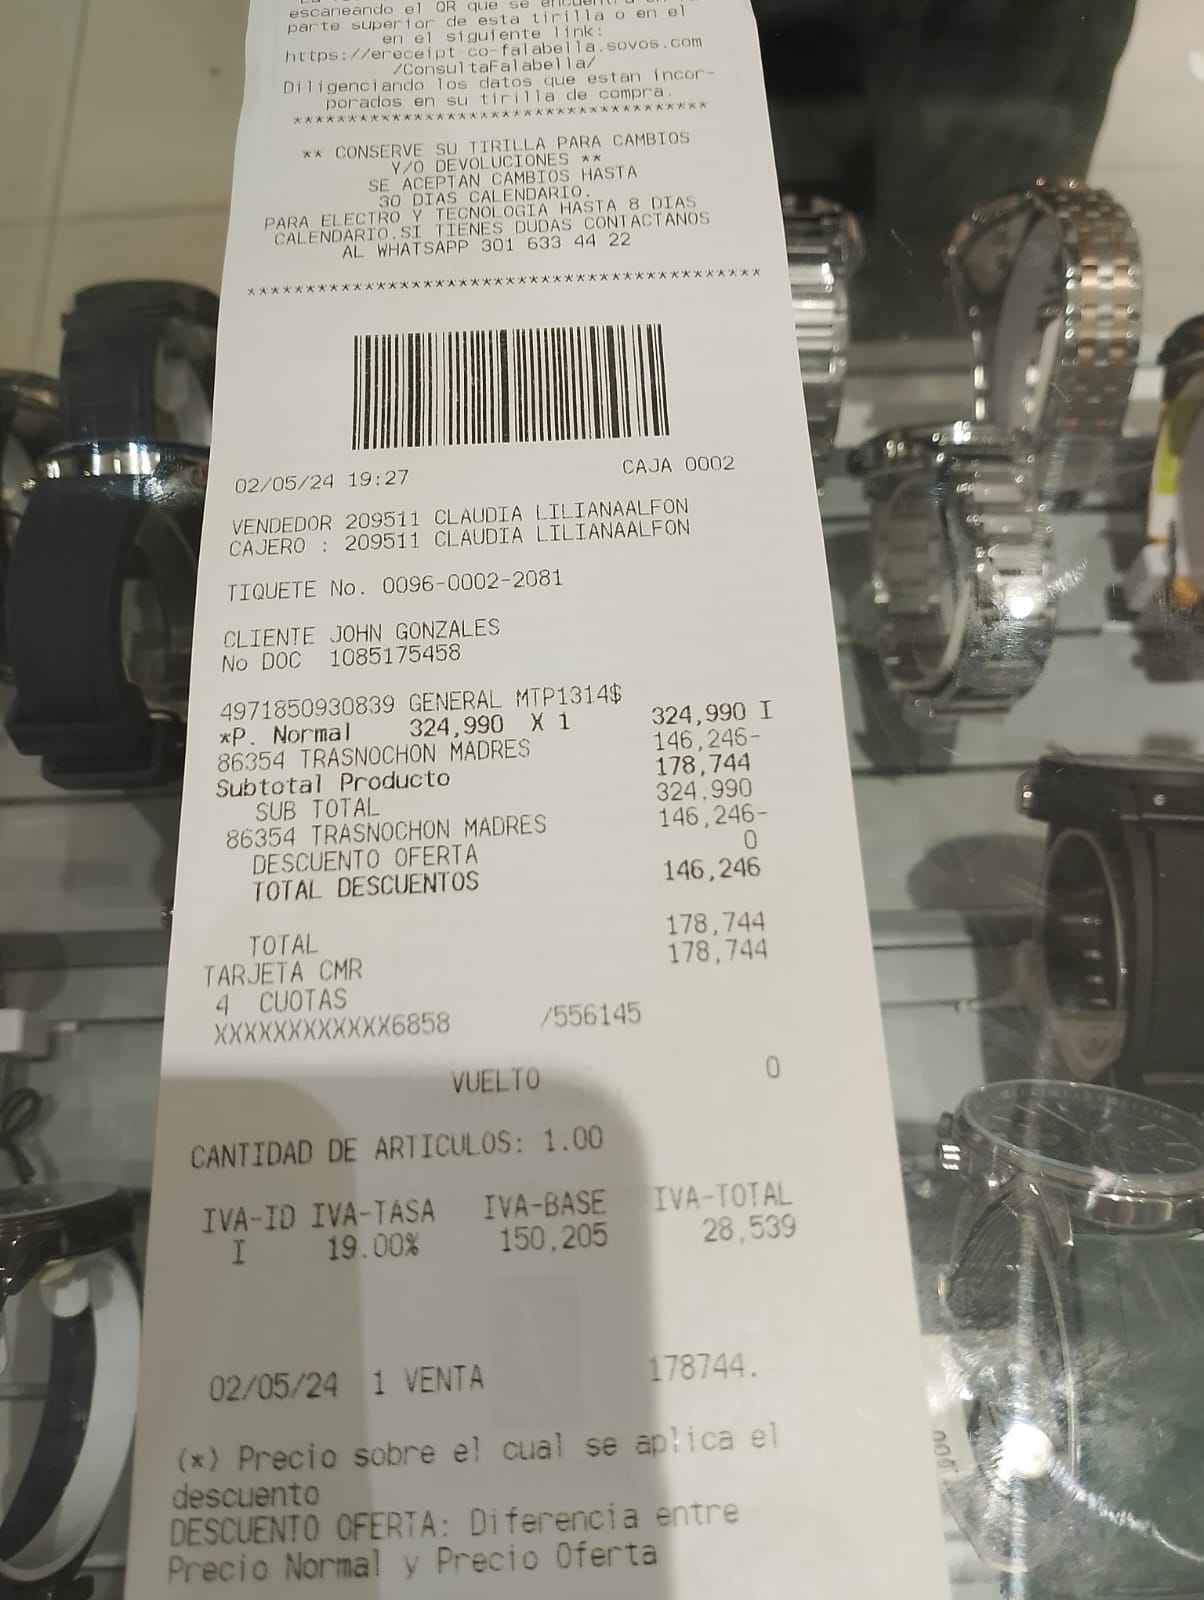 escaneando el QR que se encuentra en
parte superior de esta tirilla o en el
en el siguiente link:
https://ereceipt-co-falabella.sovos.com
/ConsultaFalabella/
Diligenciando los datos que estan incor-
porados en su tirilla de compra.
**************************************
** CONSERVE SU TIRILLA PARA CAMBIOS
Y/O DEVOLUCIONES **
SE ACEPTAN CAMBIOS HASTA
30 DIAS CALENDARIO.
PARA ELECTRO Y TECNOLOGIA HASTA 8 DIAS
CALENDARIO.SI TIENES DUDAS CONTACTANOS
AL WHATSAPP 301 633 44 22
********************************************
02/05/24 19:27 CAJA 0002
VENDEDOR 209511 CLAUDIA LILIANAALFON
CAJERO : 209511 CLAUDIA LILIANAALFON
TIQUETE No. 0096-0002-2081
CLIENTE JOHN GONZALES
No DOC 1085175458
4971850930839 GENERAL MTP1314$
*P. Normal 324,990 X 1 324,990 I
86354 TRASNOCHON MADRES 146,246-
Subtotal Producto 178,744
SUB TOTAL 324,990
86354 TRASNOCHON MADRES 146,246-
DESCUENTO OFERTA 0
TOTAL DESCUENTOS 146,246
TOTAL 178,744
TARJETA CMR 178,744
4 CUOTAS
XXXXXXXXXXXX6858 /556145
VUELTO 0
CANTIDAD DE ARTICULOS: 1.00
IVA-ID IVA-TASA IVA-BASE IVA-TOTAL
I 19.00% 150,205 28,539
02/05/24 1 VENTA 178744.
(*) Precio sobre el cual se aplica el
descuento
DESCUENTO OFERTA: Diferencia entre
Precio Normal y Precio Oferta